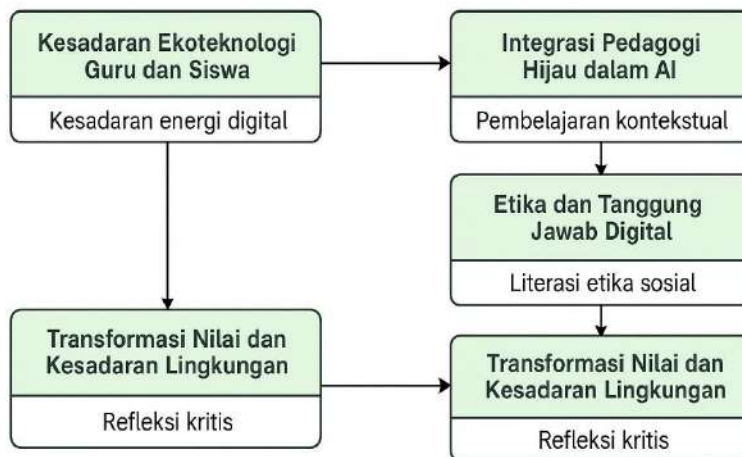 Kesadaran Ekoteknologi
Guru dan Siswa
Kesadaran energi digital
Integrasi Pedagogi
Hijau dalam AI
Pembelajaran kontekstual
Etika dan Tanggung
Jawab Digital
Literasi etika sosial
Transformasi Nilai dan
Kesadaran Lingkungan
Refleksi kritis
Transformasi Nilai dan
Kesadaran Lingkungan
Refleksi kritis